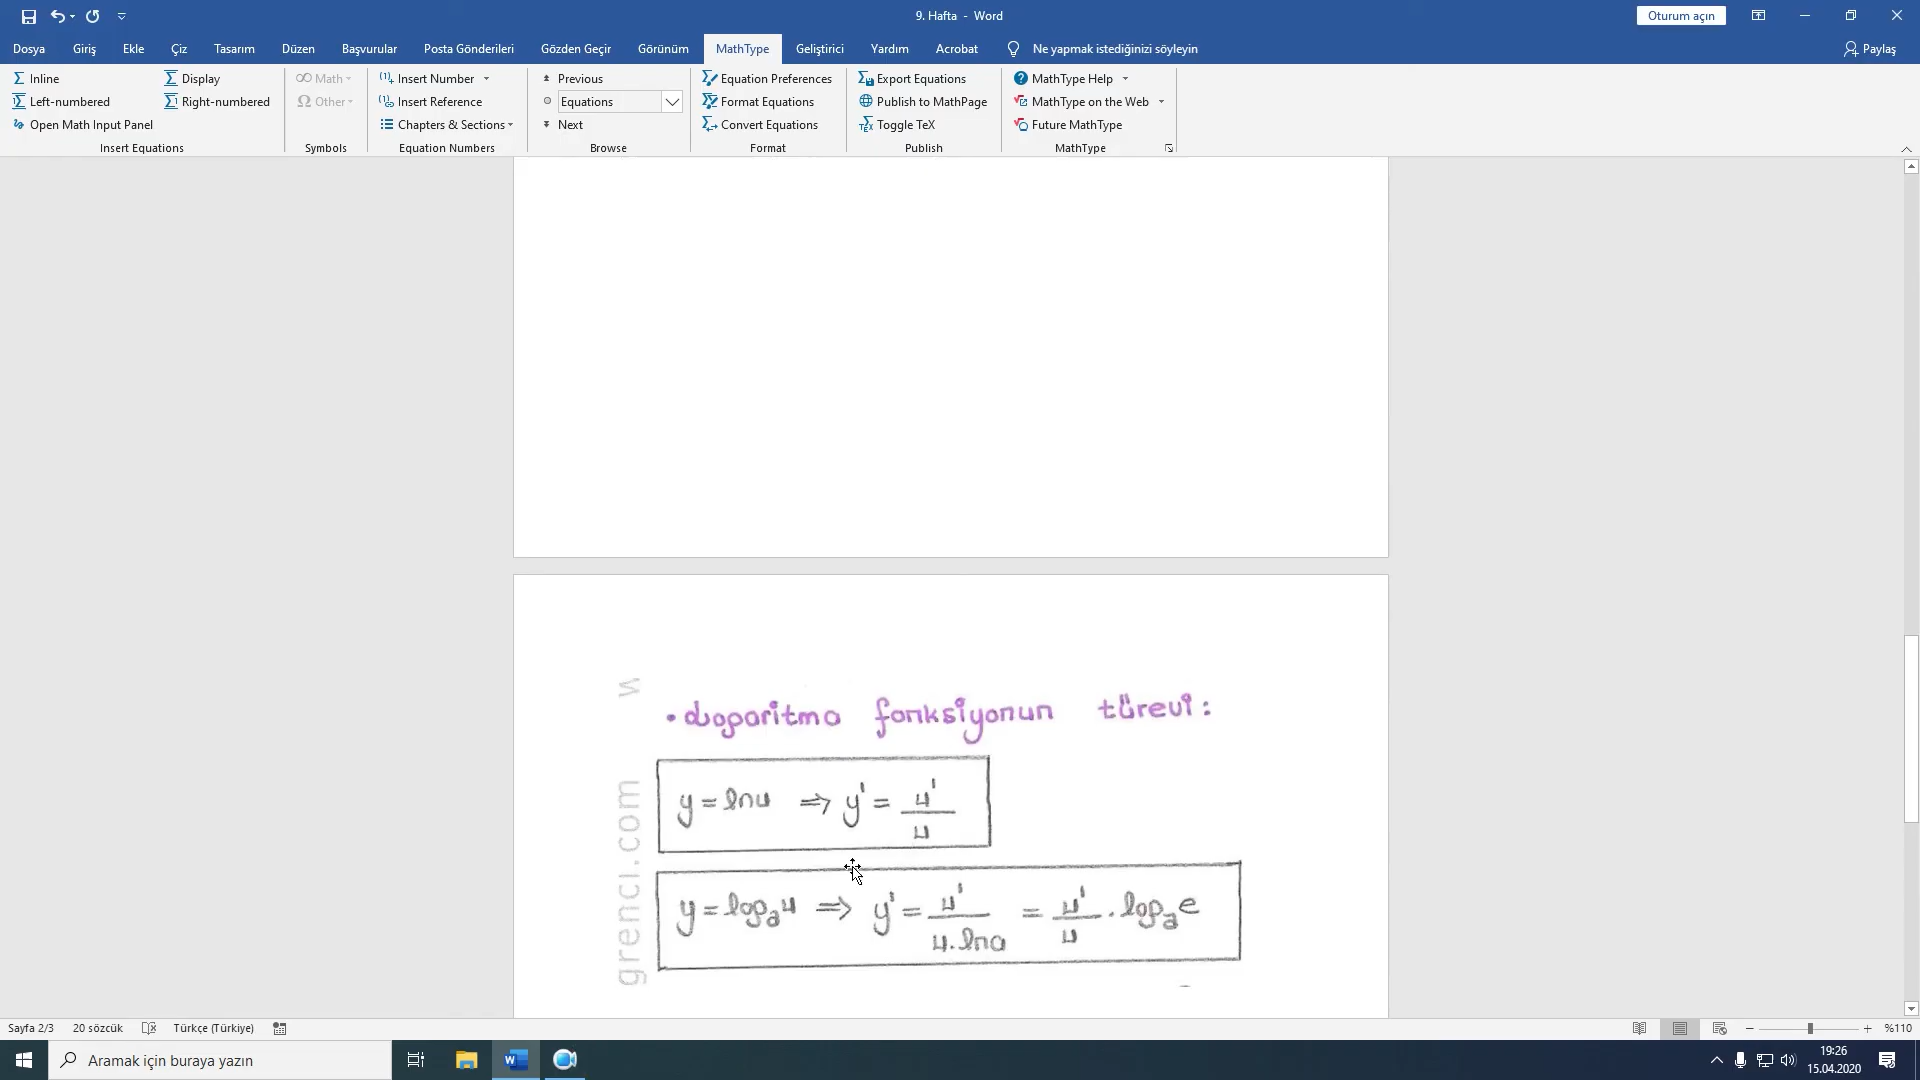 9. Hafta - Word
Oturum açın
Dosya Giriş Ekle Çiz Tasarım Düzen Başvurular Posta Gönderileri Gözden Geçir Görünüm MathType Geliştirici Yardım Acrobat Ne yapmak istediğinizi söyleyin Paylaş
Inline Display Math Insert Number Previous Equation Preferences Export Equations MathType Help
Left-numbered Right-numbered Other Insert Reference Equations Format Equations Publish to MathPage MathType on the Web
Open Math Input Panel Chapters & Sections Next Convert Equations Toggle TeX Future MathType
Insert Equations Symbols Equation Numbers Browse Format Publish MathType
• Logaritma fonksiyonun türevi:
y = lnu ⇒ y' = u'/u
y = logₐu ⇒ y' = u'/u.lna = u'/u . logₐe
grenci.com
Sayfa 2/3 20 sözcük Türkçe (Türkiye) %110
Aramak için buraya yazın
19:26
15.04.2020